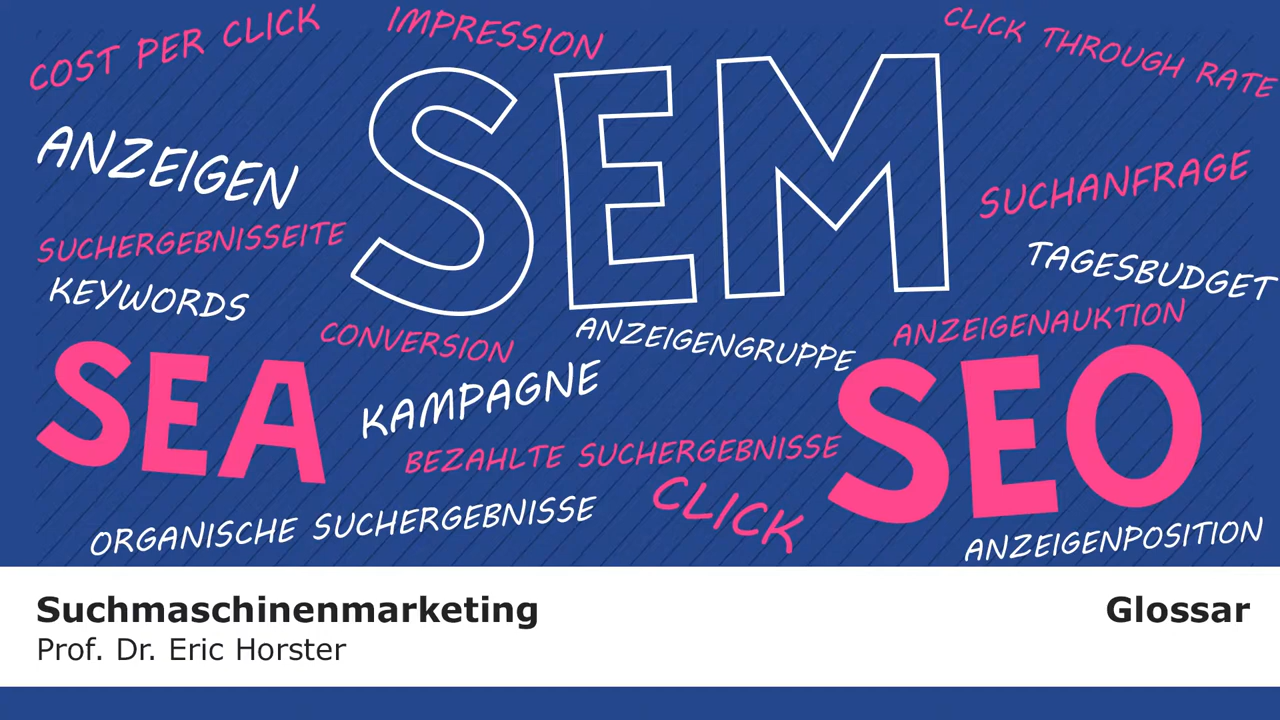 COST PER CLICK
IMPRESSION
CLICK THROUGH RATE
SEM
ANZEIGEN
SUCHANFRAGE
SUCHERGEBNISSEITE
TAGESBUDGET
KEYWORDS
CONVERSION
ANZEIGENGRUPPE
ANZEIGENAUKTION
SEA
KAMPAGNE
SEO
BEZAHLTE SUCHERGEBNISSE
ORGANISCHE SUCHERGEBNISSE
CLICK
ANZEIGENPOSITION
Suchmaschinenmarketing
Glossar
Prof. Dr. Eric Horster